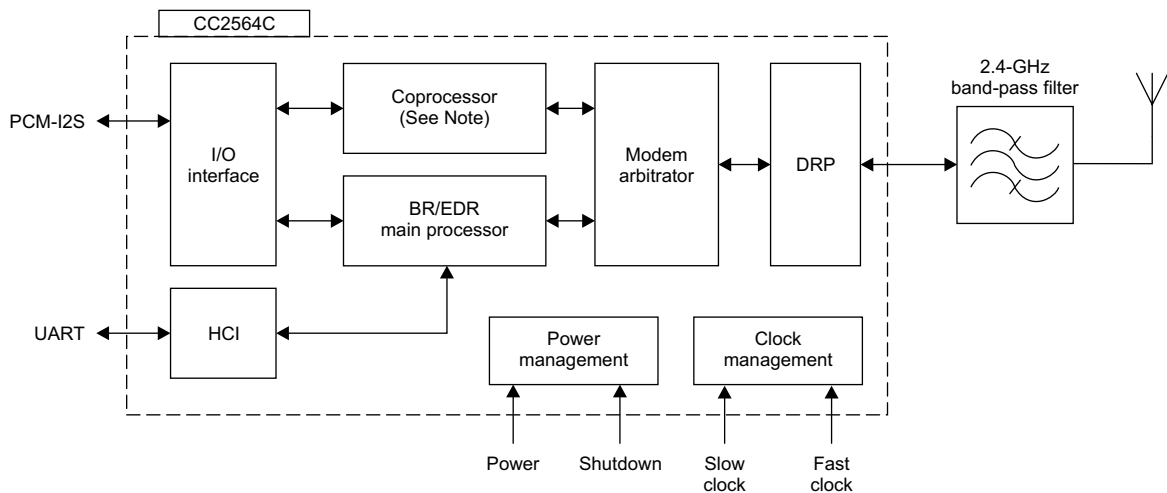 CC2564C
PCM-I2S
I/O
interface
Coprocessor
(See Note)
BR/EDR
main processor
Modem
arbitrator
DRP
2.4-GHz
band-pass filter
UART
HCI
Power
management
Clock
management
Power
Shutdown
Slow
clock
Fast
clock